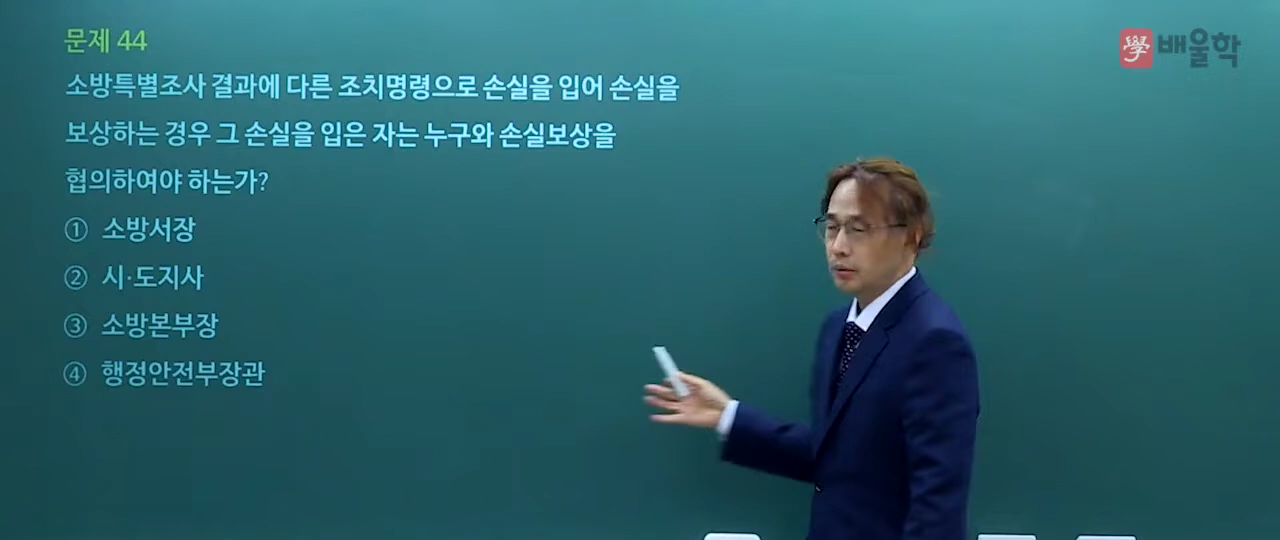 문제 44
學 배울학
소방특별조사 결과에 다른 조치명령으로 손실을 입어 손실을
보상하는 경우 그 손실을 입은 자는 누구와 손실보상을
협의하여야 하는가?
① 소방서장
② 시·도지사
③ 소방본부장
④ 행정안전부장관